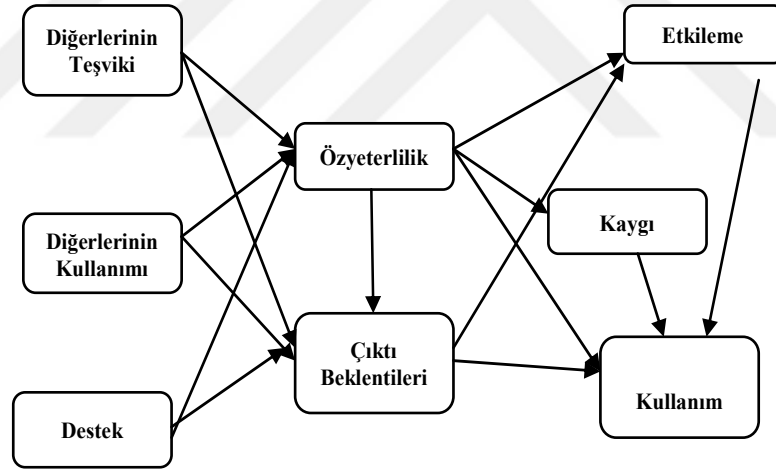 Diğerlerinin
Teşviki
Etkileme
Özyeterlilik
Diğerlerinin
Kullanımı
Kaygı
Çıktı
Beklentileri
Kullanım
Destek